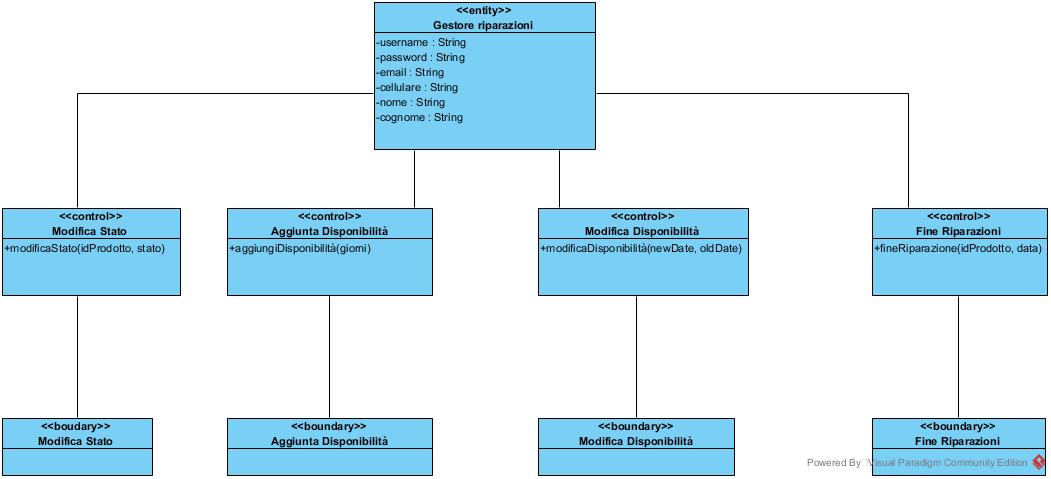 <<entity>>
Gestore riparazioni
-username : String
-password : String
-email : String
-cellulare : String
-nome : String
-cognome : String
<<control>>
Modifica Stato
+modificaStato(idProdotto, stato)
<<control>>
Aggiunta Disponibilità
+aggiungiDisponibilità(giorni)
<<control>>
Modifica Disponibilità
+modificaDisponibilità(newDate, oldDate)
<<control>>
Fine Riparazioni
+fineRiparazione(idProdotto, data)
<<boudary>>
Modifica Stato
<<boundary>>
Aggiunta Disponibilità
<<boundary>>
Modifica Disponibilità
<<boundary>>
Fine Riparazioni
Powered By Visual Paradigm Community Edition